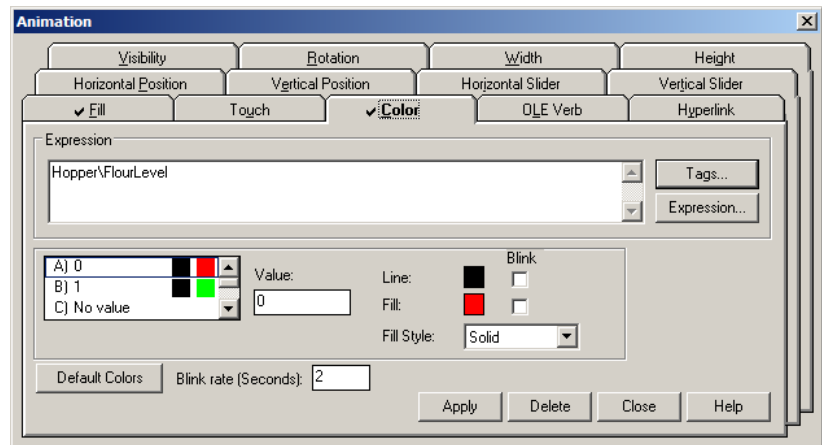 Animation
Visibility Rotation Width Height
Horizontal Position Vertical Position Horizontal Slider Vertical Slider
Fill Touch Color OLE Verb Hyperlink
Expression
Hopper\FlourLevel
Tags...
Expression...
A) 0
B) 1
C) No value
Value:
0
Blink
Line:
Fill:
Fill Style: Solid
Default Colors Blink rate (Seconds): 2
Apply Delete Close Help